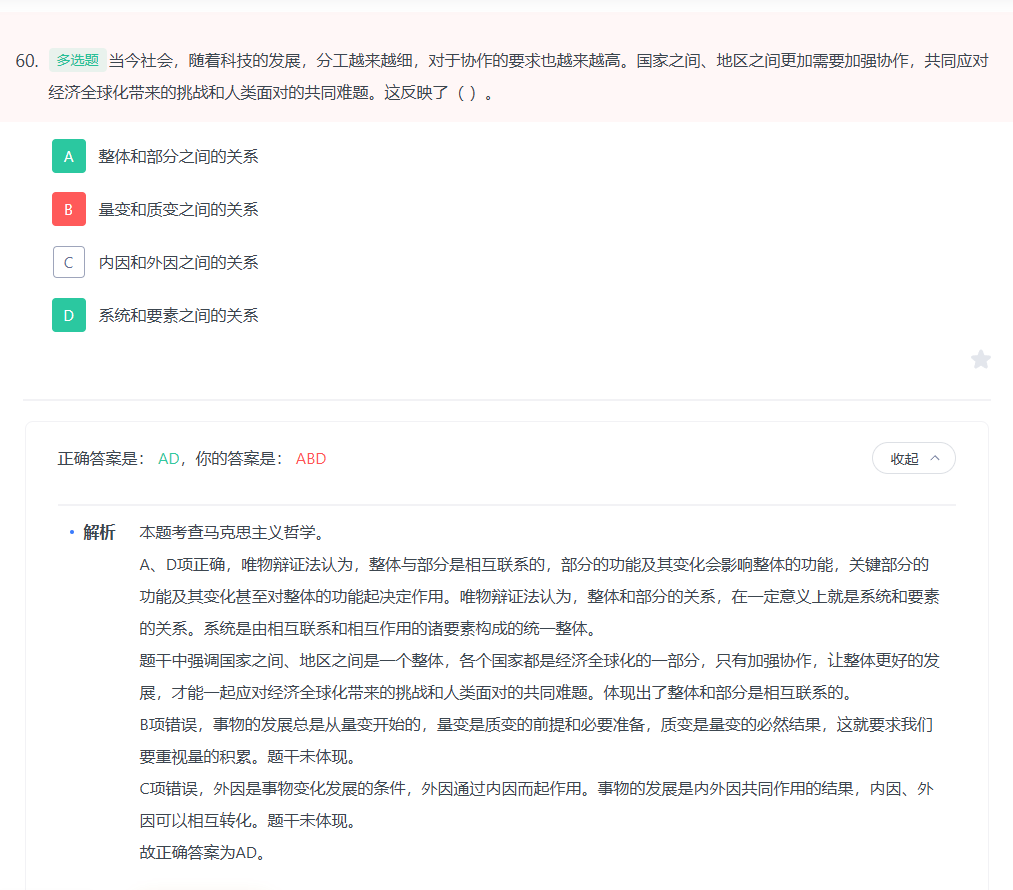 60. 多选题 当今社会，随着科技的发展，分工越来越细，对于协作的要求也越来越高。国家之间、地区之间更加需要加强协作，共同应对
经济全球化带来的挑战和人类面对的共同难题。这反映了（ ）。
A 整体和部分之间的关系
B 量变和质变之间的关系
C 内因和外因之间的关系
D 系统和要素之间的关系
正确答案是： AD，你的答案是： ABD
收起
解析 本题考查马克思主义哲学。
A、D项正确，唯物辩证法认为，整体与部分是相互联系的，部分的功能及其变化会影响整体的功能，关键部分的
功能及其变化甚至对整体的功能起决定作用。唯物辩证法认为，整体和部分的关系，在一定意义上就是系统和要素
的关系。系统是由相互联系和相互作用的诸要素构成的统一整体。
题干中强调国家之间、地区之间是一个整体，各个国家都是经济全球化的一部分，只有加强协作，让整体更好的发
展，才能一起应对经济全球化带来的挑战和人类面对的共同难题。体现出了整体和部分是相互联系的。
B项错误，事物的发展总是从量变开始的，量变是质变的前提和必要准备，质变是量变的必然结果，这就要求我们
要重视量的积累。题干未体现。
C项错误，外因是事物变化发展的条件，外因通过内因而起作用。事物的发展是内外因共同作用的结果，内因、外
因可以相互转化。题干未体现。
故正确答案为AD。